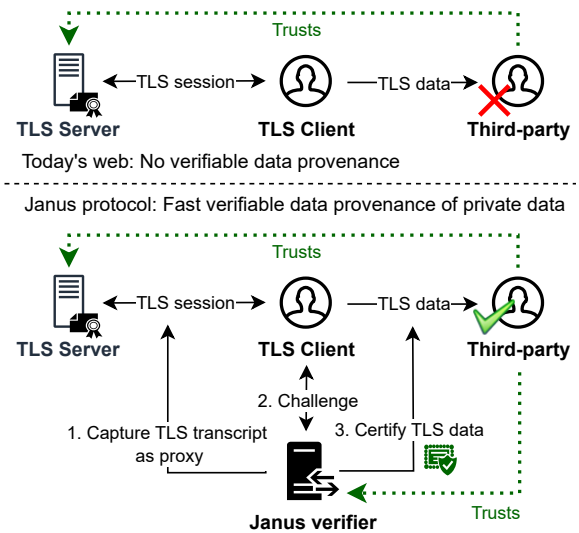 Trusts
TLS session
TLS data
TLS Server
TLS Client
Third-party
Today's web: No verifiable data provenance
Janus protocol: Fast verifiable data provenance of private data
Trusts
TLS session
TLS data
TLS Server
TLS Client
Third-party
2. Challenge
1. Capture TLS transcript
as proxy
3. Certify TLS data
Trusts
Janus verifier